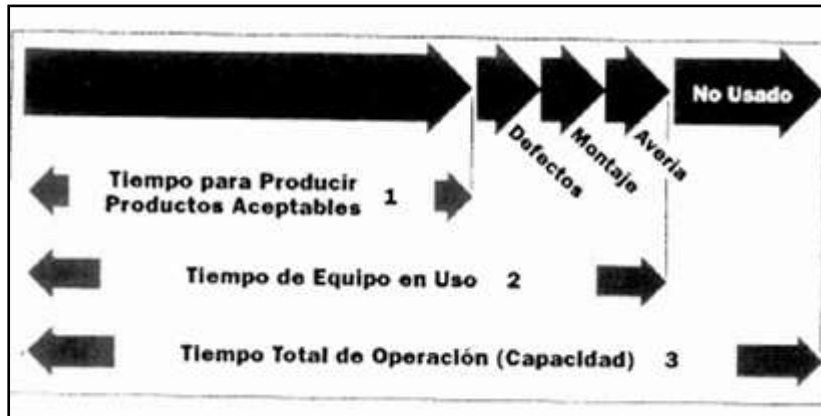 No Usado
Defectos
Montaje
Averia
Tiempo para Producir
Productos Aceptables 1
Tiempo de Equipo en Uso 2
Tiempo Total de Operación (Capacidad) 3